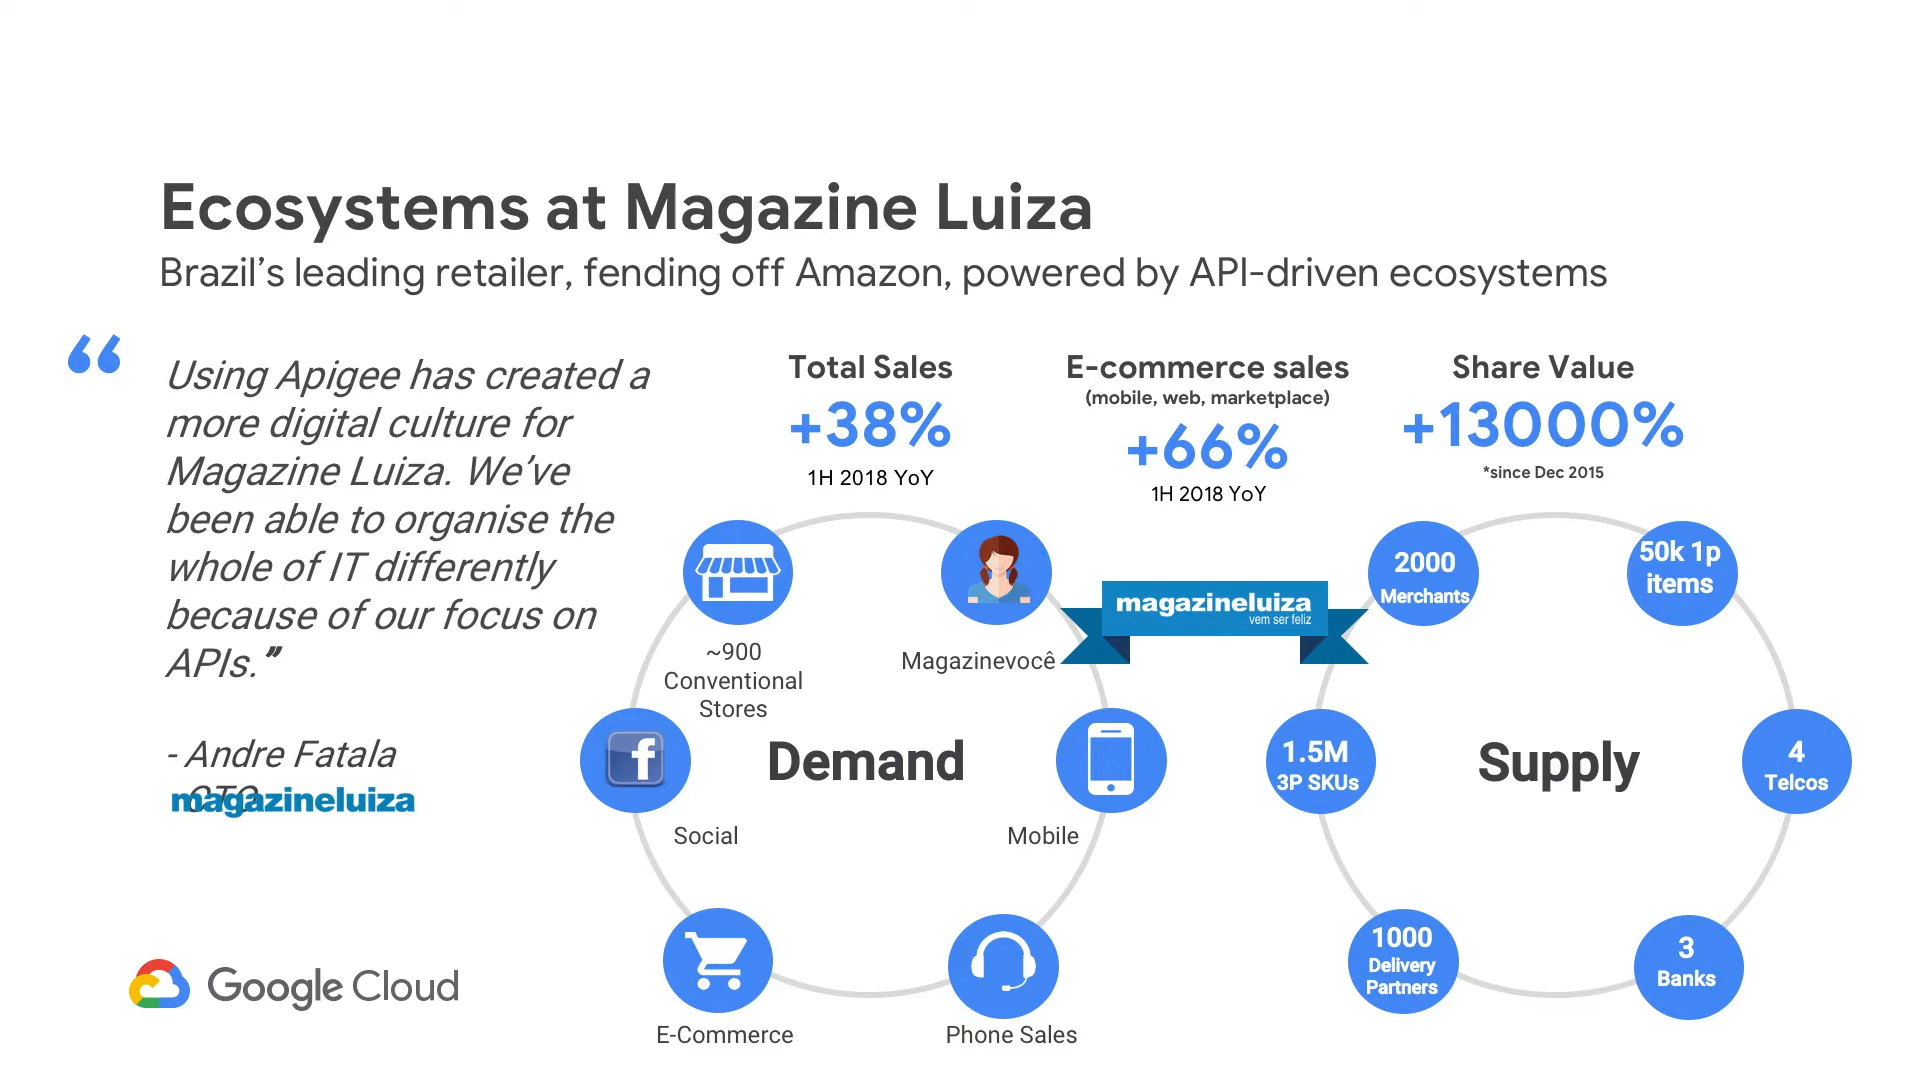 Ecosystems at Magazine Luiza
Brazil’s leading retailer, fending off Amazon, powered by API-driven ecosystems
“
Using Apigee has created a
more digital culture for
Magazine Luiza. We’ve
been able to organise the
whole of IT differently
because of our focus on
APIs.”
- Andre Fatala
CTO
magazineluiza
Google Cloud
Total Sales
+38%
1H 2018 YoY
E-commerce sales
(mobile, web, marketplace)
+66%
1H 2018 YoY
Share Value
+13000%
*since Dec 2015
~900
Conventional
Stores
Magazinevocê
f
Demand
Social
Mobile
E-Commerce
Phone Sales
magazineluiza
vem ser feliz
2000
Merchants
50k 1p
items
1.5M
3P SKUs
Supply
4
Telcos
1000
Delivery
Partners
3
Banks